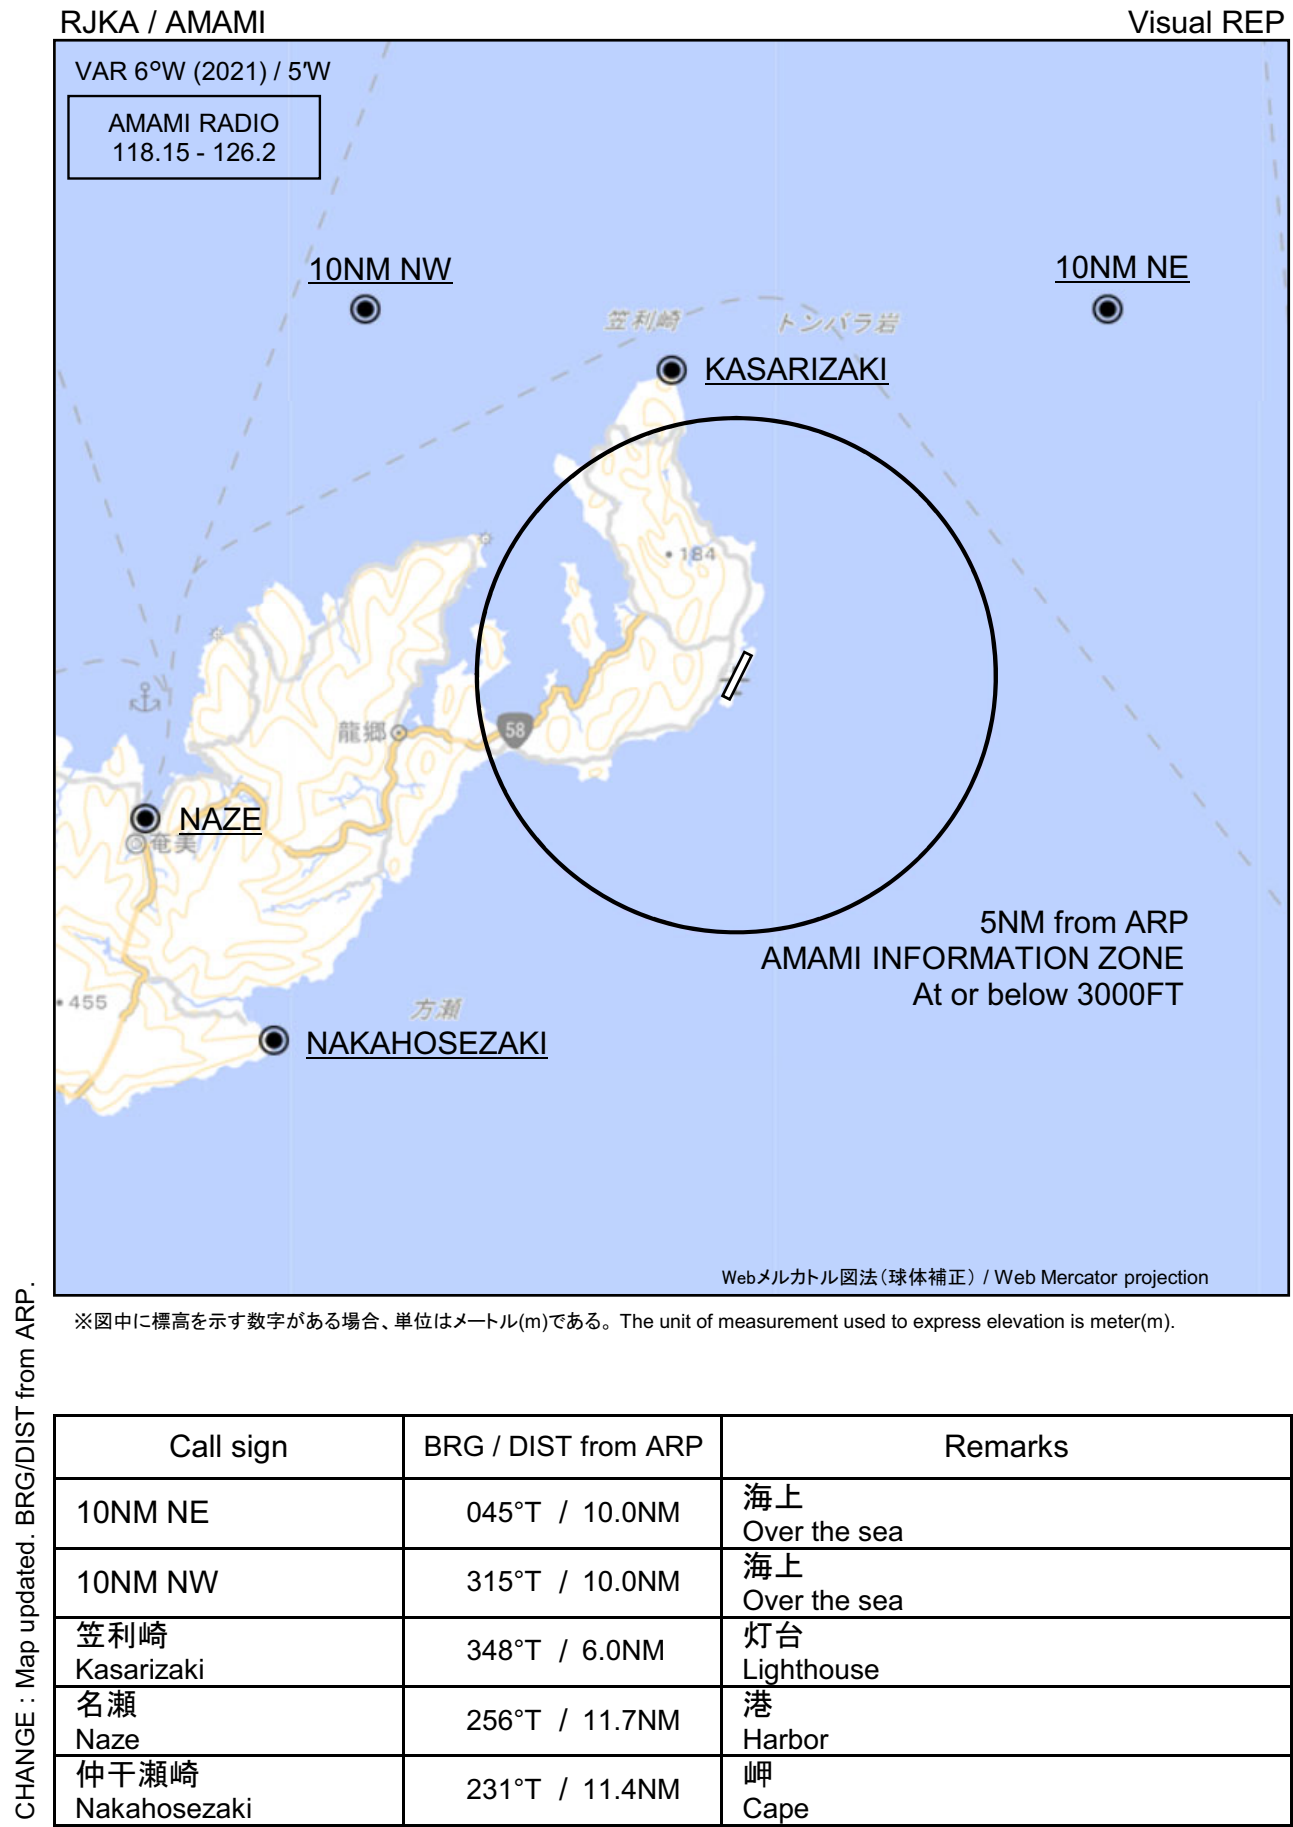 RJKA / AMAMI
Visual REP
VAR 6°W (2021) / 5'W
AMAMI RADIO
118.15 - 126.2
10NM NW
10NM NE
笠利崎
トンバラ岩
KASARIZAKI
184
龍郷
58
NAZE
奄美
5NM from ARP
AMAMI INFORMATION ZONE
At or below 3000FT
455
方瀬
NAKAHOSEZAKI
Webメルカトル図法(球体補正) / Web Mercator projection
※図中に標高を示す数字がある場合、単位はメートル(m)である。The unit of measurement used to express elevation is meter(m).
CHANGE : Map updated. BRG/DIST from ARP.
Call sign BRG / DIST from ARP Remarks
10NM NE 045°T / 10.0NM 海上
Over the sea
10NM NW 315°T / 10.0NM 海上
Over the sea
笠利崎 348°T / 6.0NM 灯台
Kasarizaki Lighthouse
名瀬 256°T / 11.7NM 港
Naze Harbor
仲干瀬崎 231°T / 11.4NM 岬
Nakahosezaki Cape